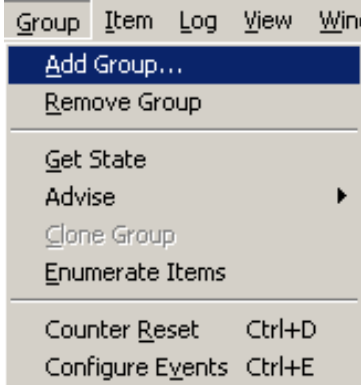 Group Item Log View Win
Add Group...
Remove Group
Get State
Advise
Clone Group
Enumerate Items
Counter Reset Ctrl+D
Configure Events Ctrl+E